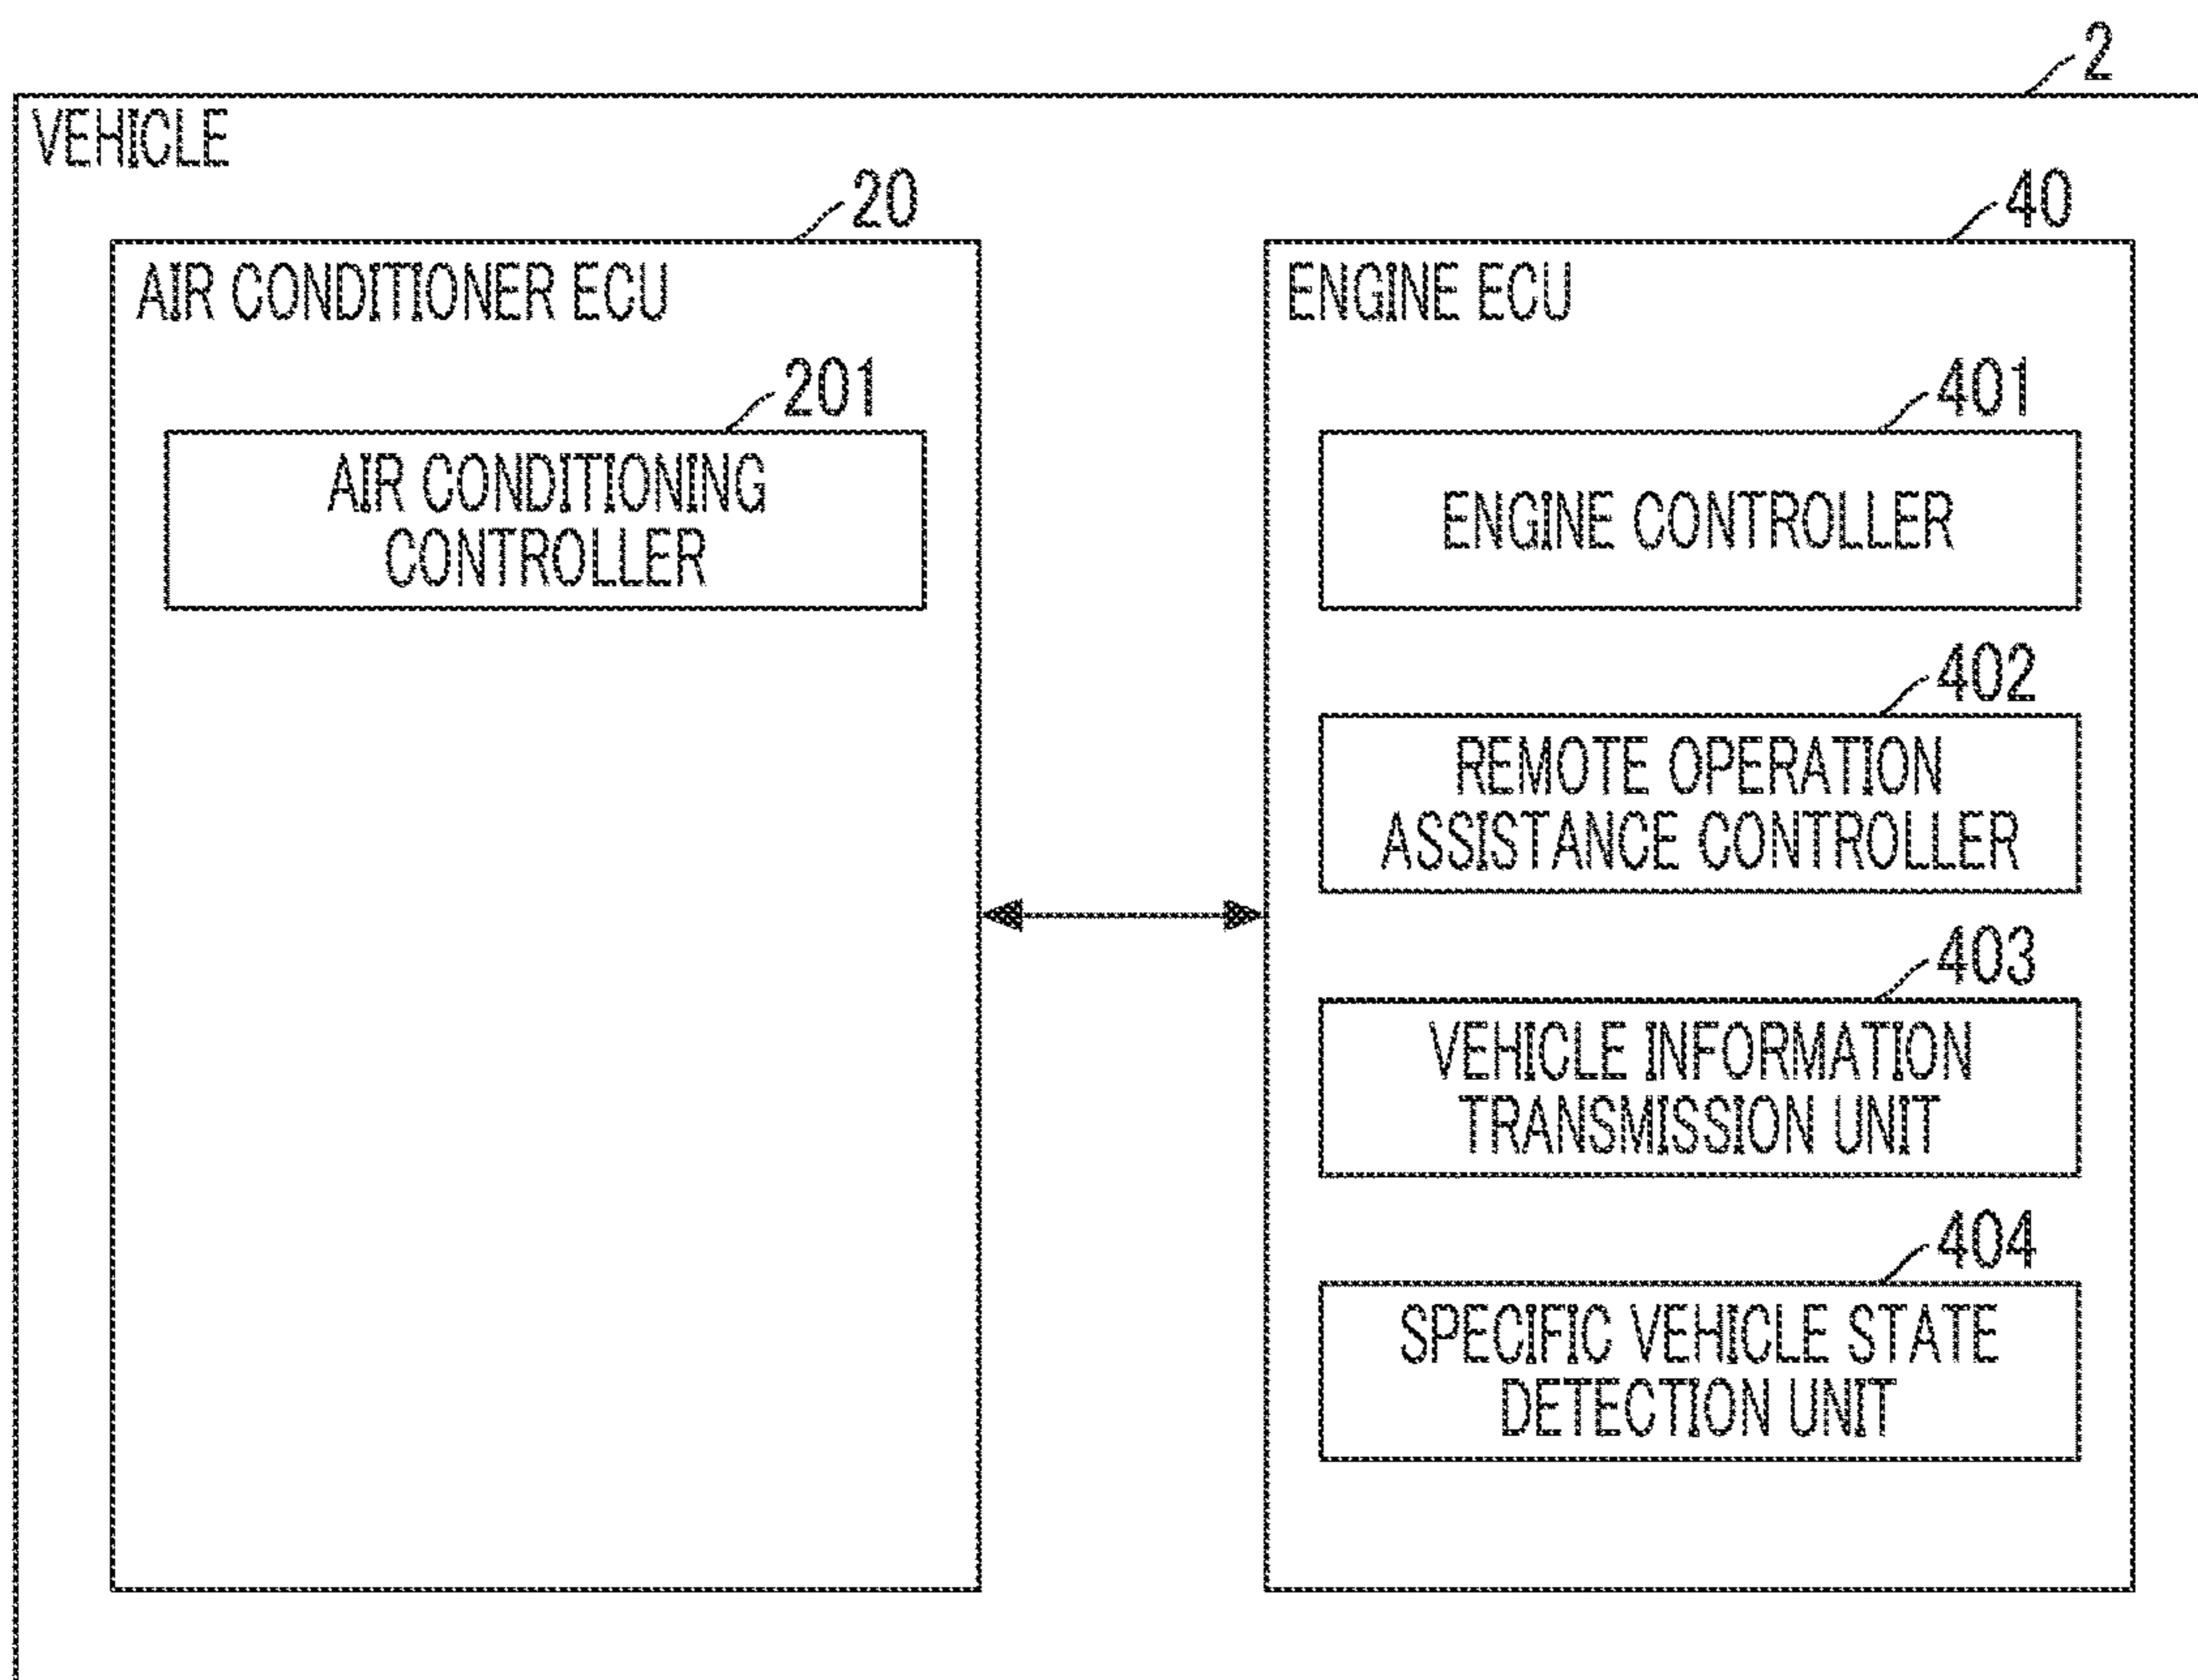 2
VEHICLE
20
AIR CONDITIONER ECU
201
AIR CONDITIONING
CONTROLLER
40
ENGINE ECU
401
ENGINE CONTROLLER
402
REMOTE OPERATION
ASSISTANCE CONTROLLER
403
VEHICLE INFORMATION
TRANSMISSION UNIT
404
SPECIFIC VEHICLE STATE
DETECTION UNIT